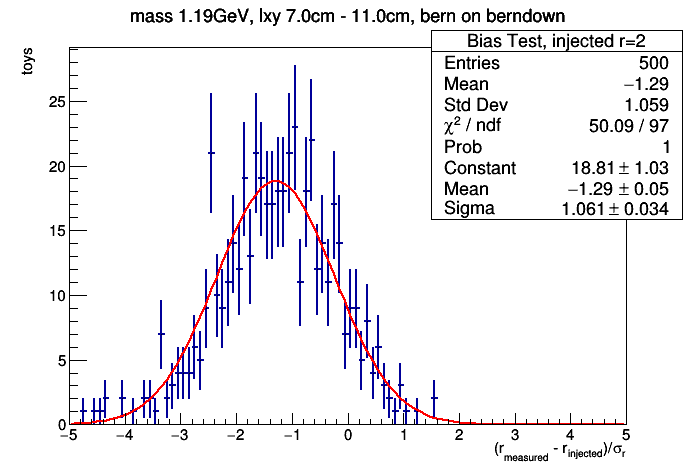 mass 1.19GeV, lxy 7.0cm - 11.0cm, bern on berndown
Bias Test, injected r=2
Entries 500
Mean −1.29
Std Dev 1.059
χ² / ndf 50.09 / 97
Prob 1
Constant 18.81 ± 1.03
Mean −1.29 ± 0.05
Sigma 1.061 ± 0.034
toys
25
20
15
10
5
0
−5 −4 −3 −2 −1 0 1 2 3 4 5
(r_measured - r_injected)/σ_r